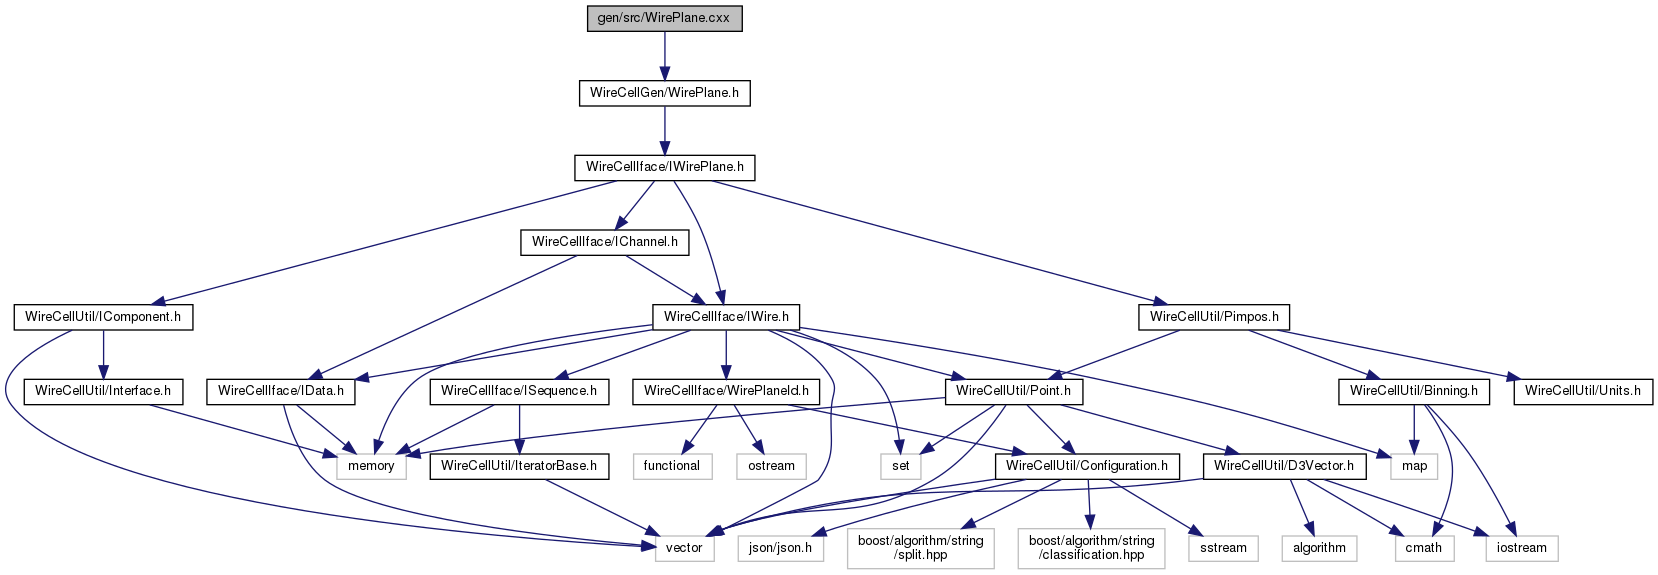 gen/src/WirePlane.cxx
WireCellGen/WirePlane.h
WireCellIface/IWirePlane.h
WireCellIface/IChannel.h
WireCellUtil/IComponent.h
WireCellIface/IWire.h
WireCellUtil/Pimpos.h
WireCellUtil/Interface.h
WireCellIface/IData.h
WireCellIface/ISequence.h
WireCellIface/WirePlaneId.h
WireCellUtil/Point.h
WireCellUtil/Binning.h
WireCellUtil/Units.h
memory
WireCellUtil/IteratorBase.h
functional
ostream
set
WireCellUtil/Configuration.h
WireCellUtil/D3Vector.h
map
vector
json/json.h
boost/algorithm/string
/split.hpp
boost/algorithm/string
/classification.hpp
sstream
algorithm
cmath
iostream